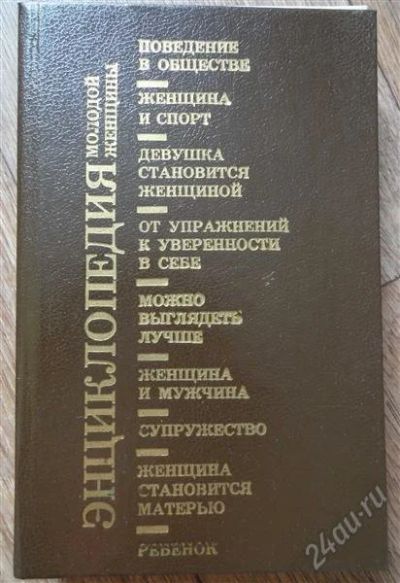 ЭНЦИКЛОПЕДИЯ
МОЛОДОЙ
ЖЕНЩИНЫ
ПОВЕДЕНИЕ
В ОБЩЕСТВЕ
ЖЕНЩИНА
И СПОРТ
ДЕВУШКА
СТАНОВИТСЯ
ЖЕНЩИНОЙ
ОТ УПРАЖНЕНИЙ
К УВЕРЕННОСТИ
В СЕБЕ
МОЖНО
ВЫГЛЯДЕТЬ
ЛУЧШЕ
ЖЕНЩИНА
И МУЖЧИНА
СУПРУЖЕСТВО
ЖЕНЩИНА
СТАНОВИТСЯ
МАТЕРЬЮ
РЕБЕНОК
24au.ru